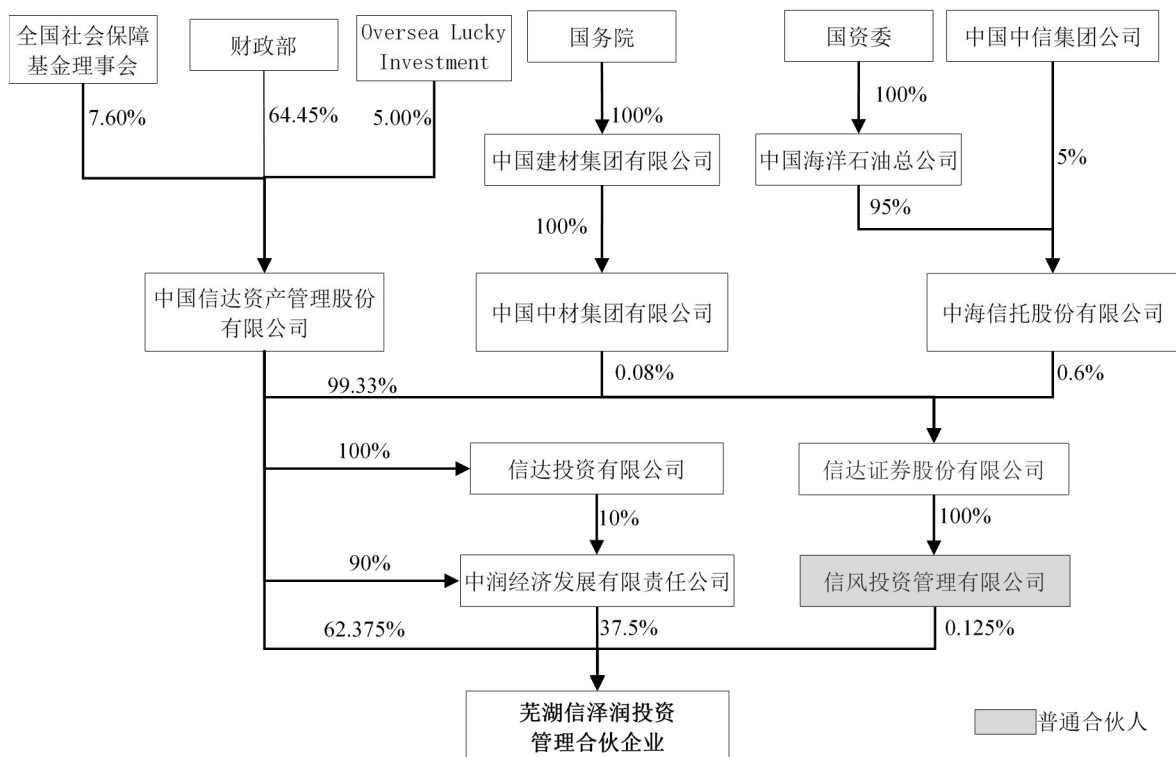 全国社会保障
基金理事会
财政部
Oversea Lucky
Investment
国务院
国资委
中国中信集团公司
7.60%
64.45%
5.00%
100%
100%
中国建材集团有限公司
中国海洋石油总公司
5%
100%
95%
中国信达资产管理股份
有限公司
中国中材集团有限公司
中海信托股份有限公司
99.33%
0.08%
0.6%
100%
信达投资有限公司
信达证券股份有限公司
10%
100%
90%
中润经济发展有限责任公司
信风投资管理有限公司
62.375%
37.5%
0.125%
芜湖信泽润投资
管理合伙企业
普通合伙人